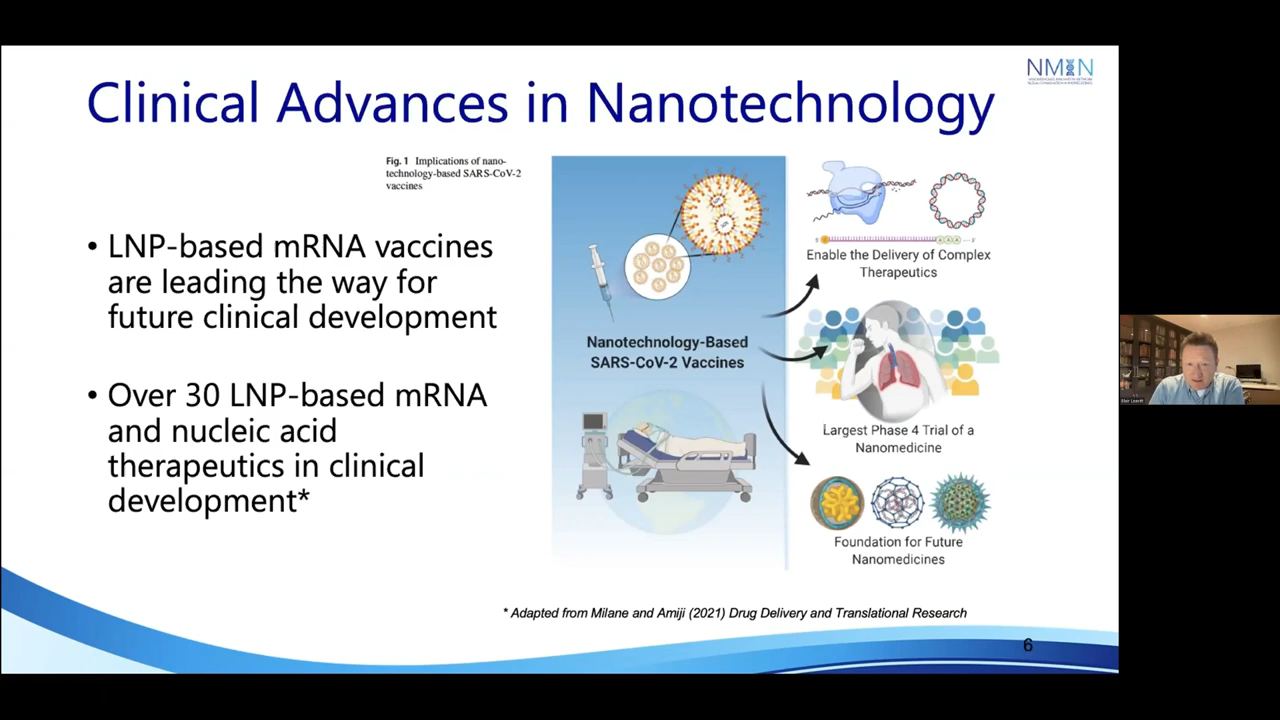 NMIN
Clinical Advances in Nanotechnology
Fig. 1 Implications of nano-
technology-based SARS-CoV-2
vaccines
• LNP-based mRNA vaccines
are leading the way for
future clinical development
• Over 30 LNP-based mRNA
and nucleic acid
therapeutics in clinical
development*
Nanotechnology-Based
SARS-CoV-2 Vaccines
Enable the Delivery of Complex
Therapeutics
Largest Phase 4 Trial of a
Nanomedicine
Foundation for Future
Nanomedicines
* Adapted from Milane and Amiji (2021) Drug Delivery and Translational Research
6